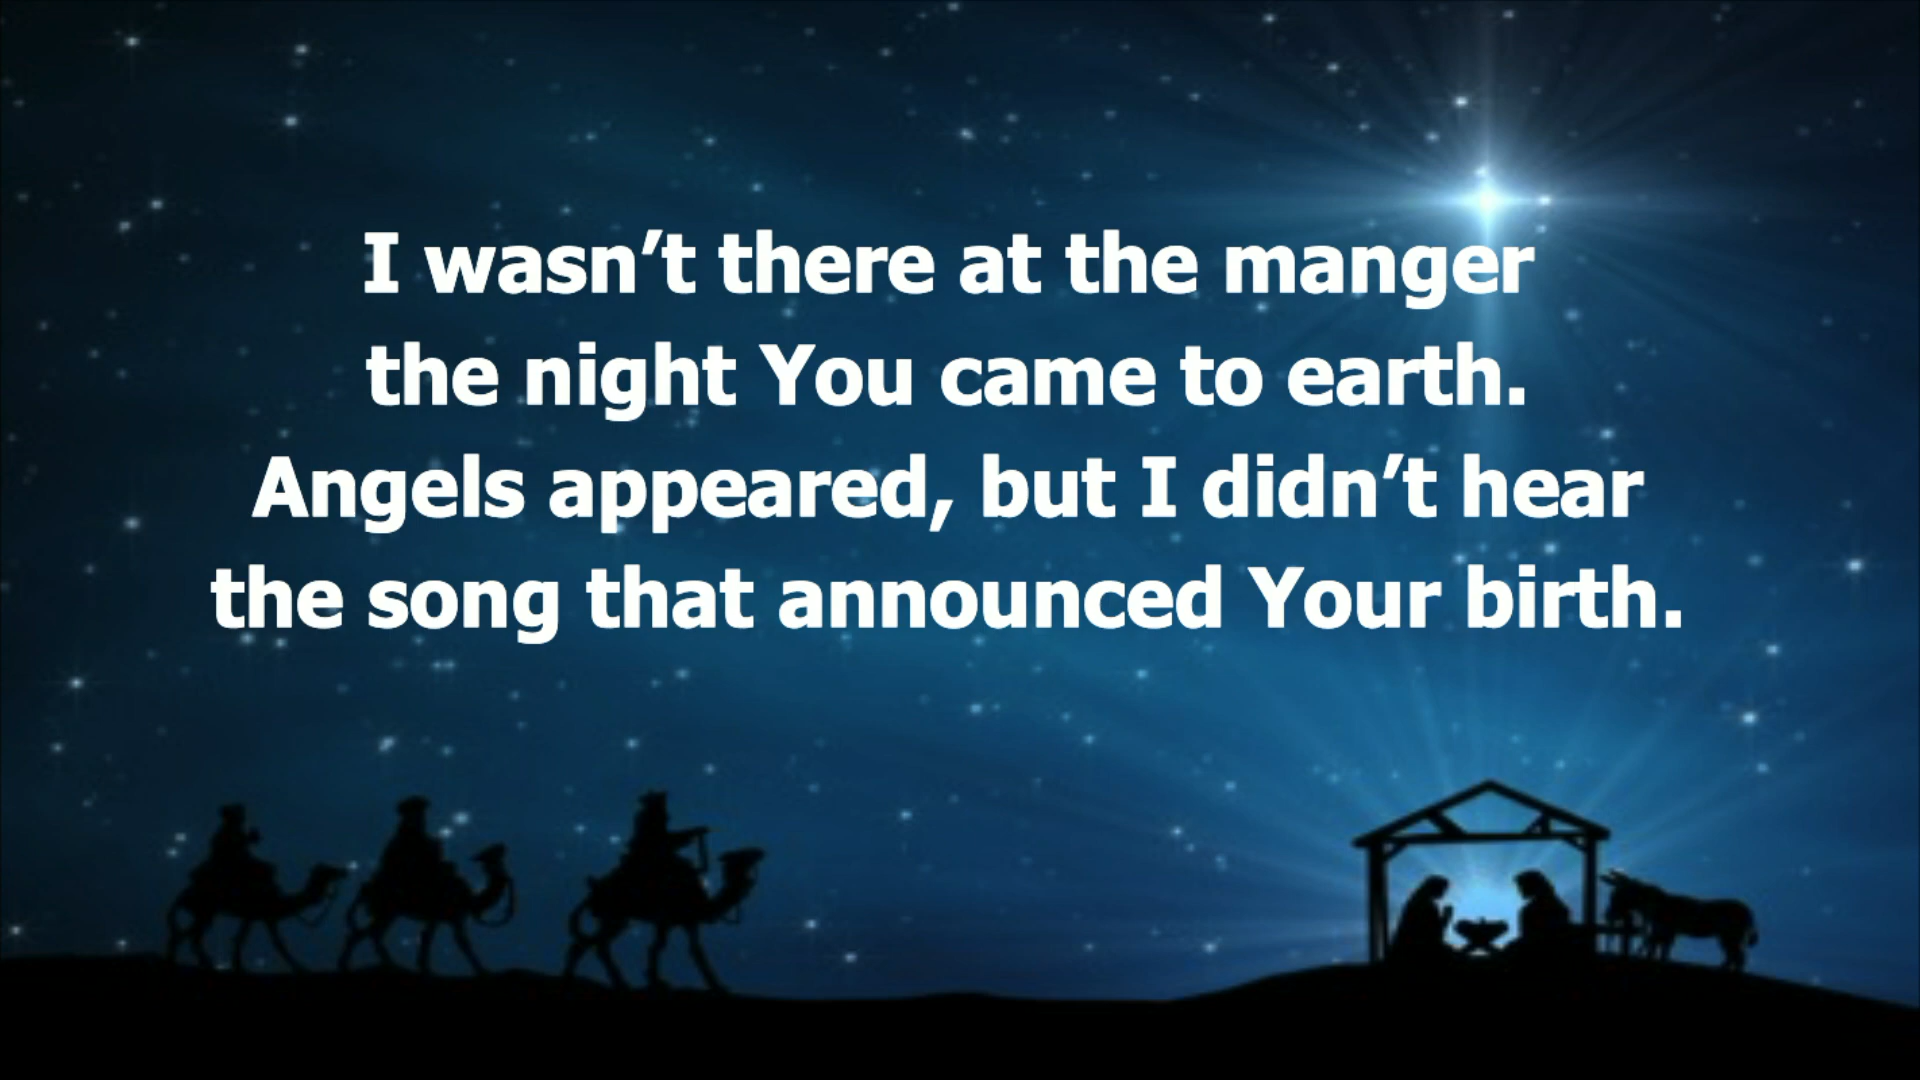 I wasn’t there at the manger
the night You came to earth.
Angels appeared, but I didn’t hear
the song that announced Your birth.